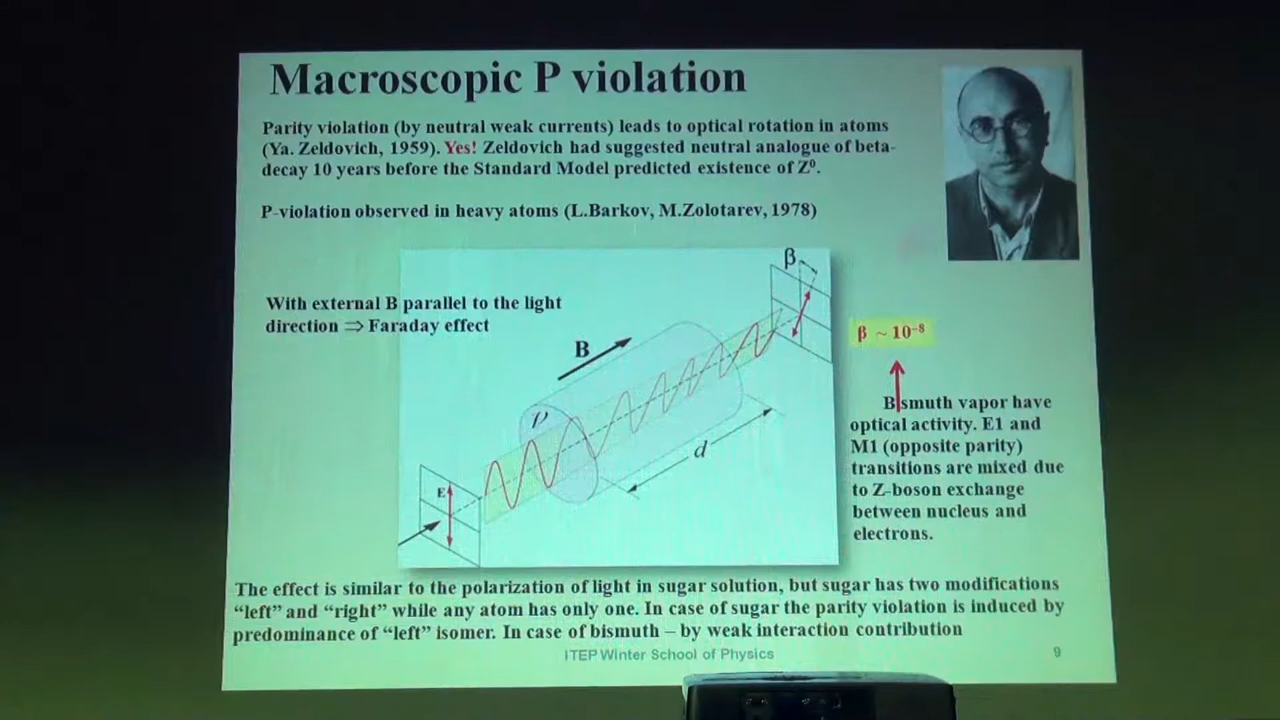 Macroscopic P violation
Parity violation (by neutral weak currents) leads to optical rotation in atoms
(Ya. Zeldovich, 1959). Yes! Zeldovich had suggested neutral analogue of beta-
decay 10 years before the Standard Model predicted existence of Z⁰.
P-violation observed in heavy atoms (L.Barkov, M.Zolotarev, 1978)
With external B parallel to the light
direction ⇒ Faraday effect
β
B
ν
d
E
β ~ 10⁻⁸
Bismuth vapor have
optical activity. E1 and
M1 (opposite parity)
transitions are mixed due
to Z-boson exchange
between nucleus and
electrons.
The effect is similar to the polarization of light in sugar solution, but sugar has two modifications
“left” and “right” while any atom has only one. In case of sugar the parity violation is induced by
predominance of “left” isomer. In case of bismuth – by weak interaction contribution
ITEP Winter School of Physics
9